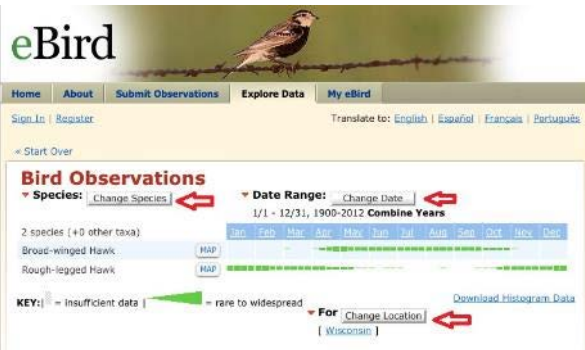 eBird
Home About Submit Observations Explore Data My eBird
Sign In | Register Translate to: English | Español | Français | Português
« Start Over
Bird Observations
Species: Change Species Date Range: Change Date
1/1 - 12/31, 1900-2012 Combine Years
2 species (+0 other taxa) Jan Feb Mar Apr May Jun Jul Aug Sep Oct Nov Dec
Broad-winged Hawk MAP
Rough-legged Hawk MAP
KEY: = insufficient data | = rare to widespread Download Histogram Data
For Change Location
[ Wisconsin ]